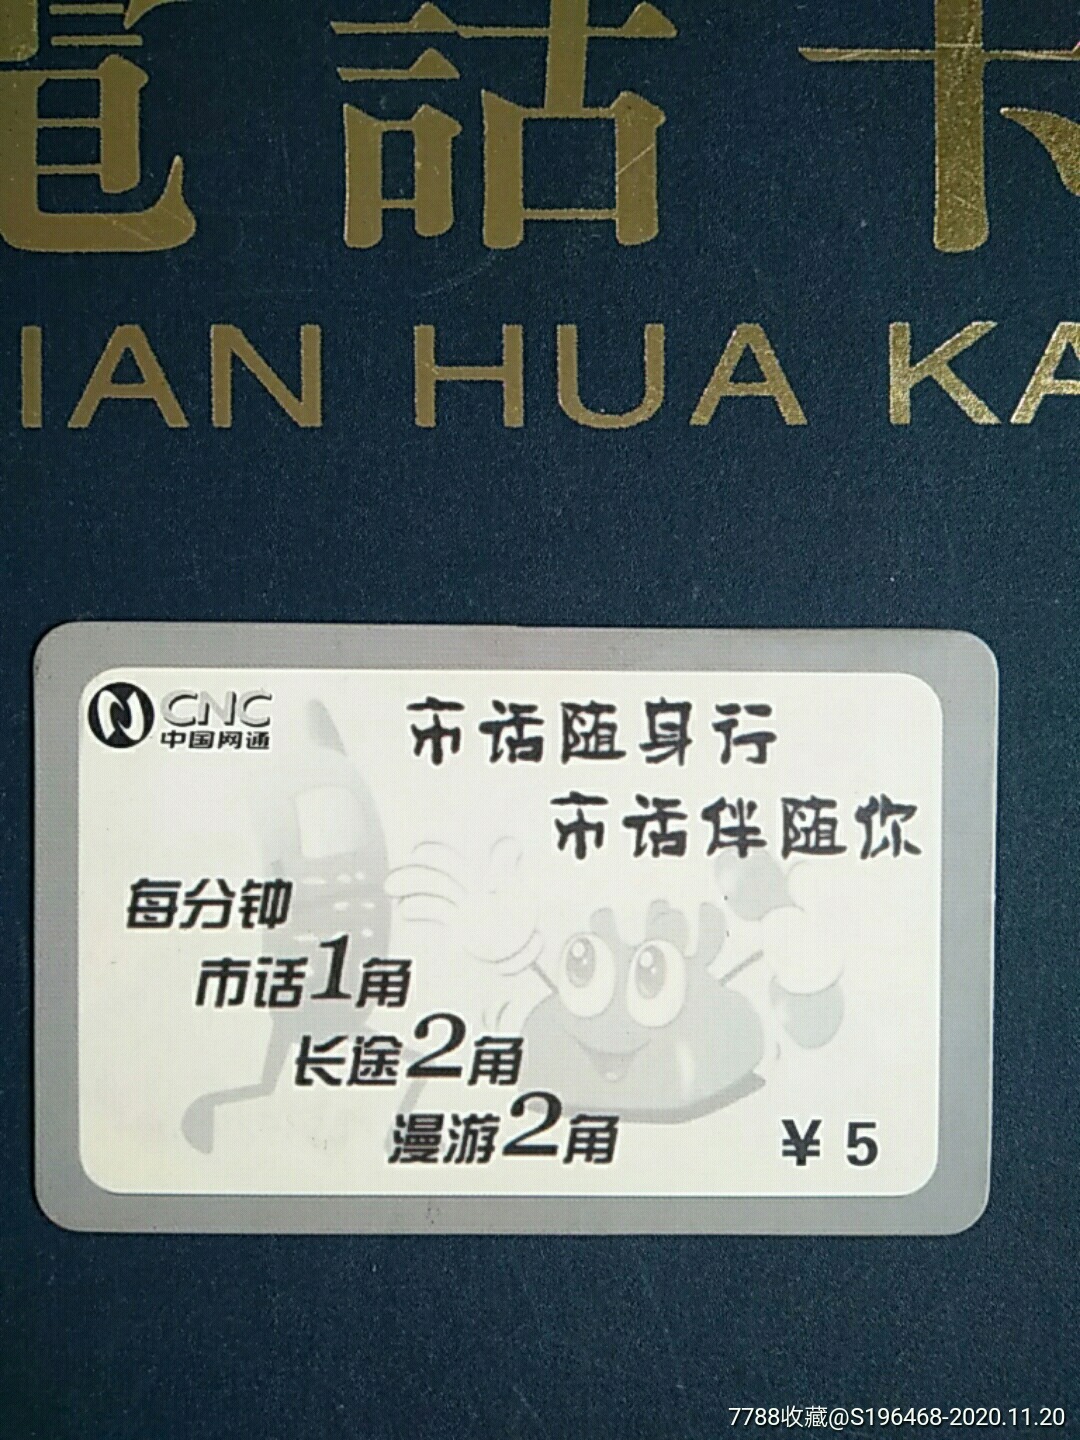 電話卡
IAN HUA KA
CNC
中国网通
市话随身行
市话伴随你
每分钟
市话1角
长途2角
漫游2角
¥ 5
7788收藏@S196468-2020.11.20